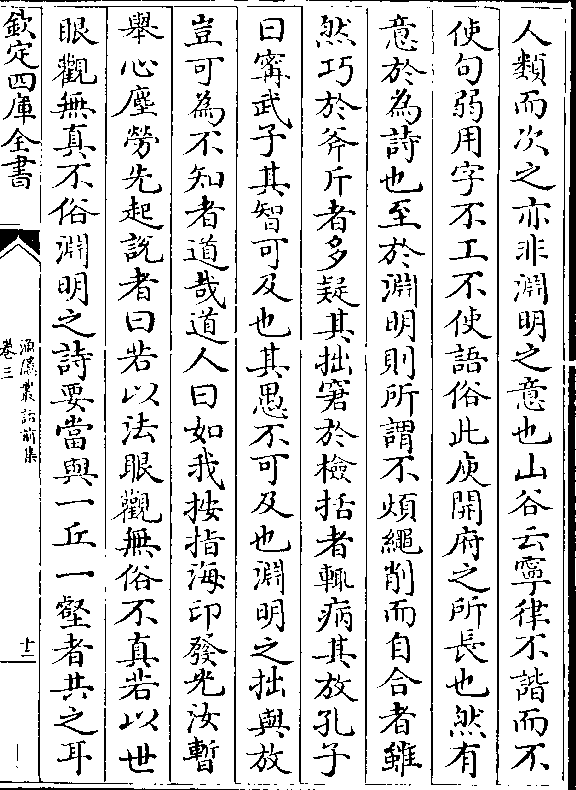 人類而次之亦非淵明之意也山谷云寧律不諧而不
使句弱用字不工不使語俗此庾開府之所長也然有
意於為詩也至於淵明則所謂不煩繩削而自合者雖
然巧於斧斤者多疑其拙窘於檢括者輒病其放孔子
曰寗武子其智可及也其愚不可及也淵明之拙與放
豈可為不知者道哉道人曰如我按指海印發光汝暫
舉心塵勞先起說者曰若以法眼觀無俗不真若以世
眼觀無真不俗淵明之詩要當與一丘一壑者共之耳
欽定四庫全書
漁隱叢話前集
卷三
十二